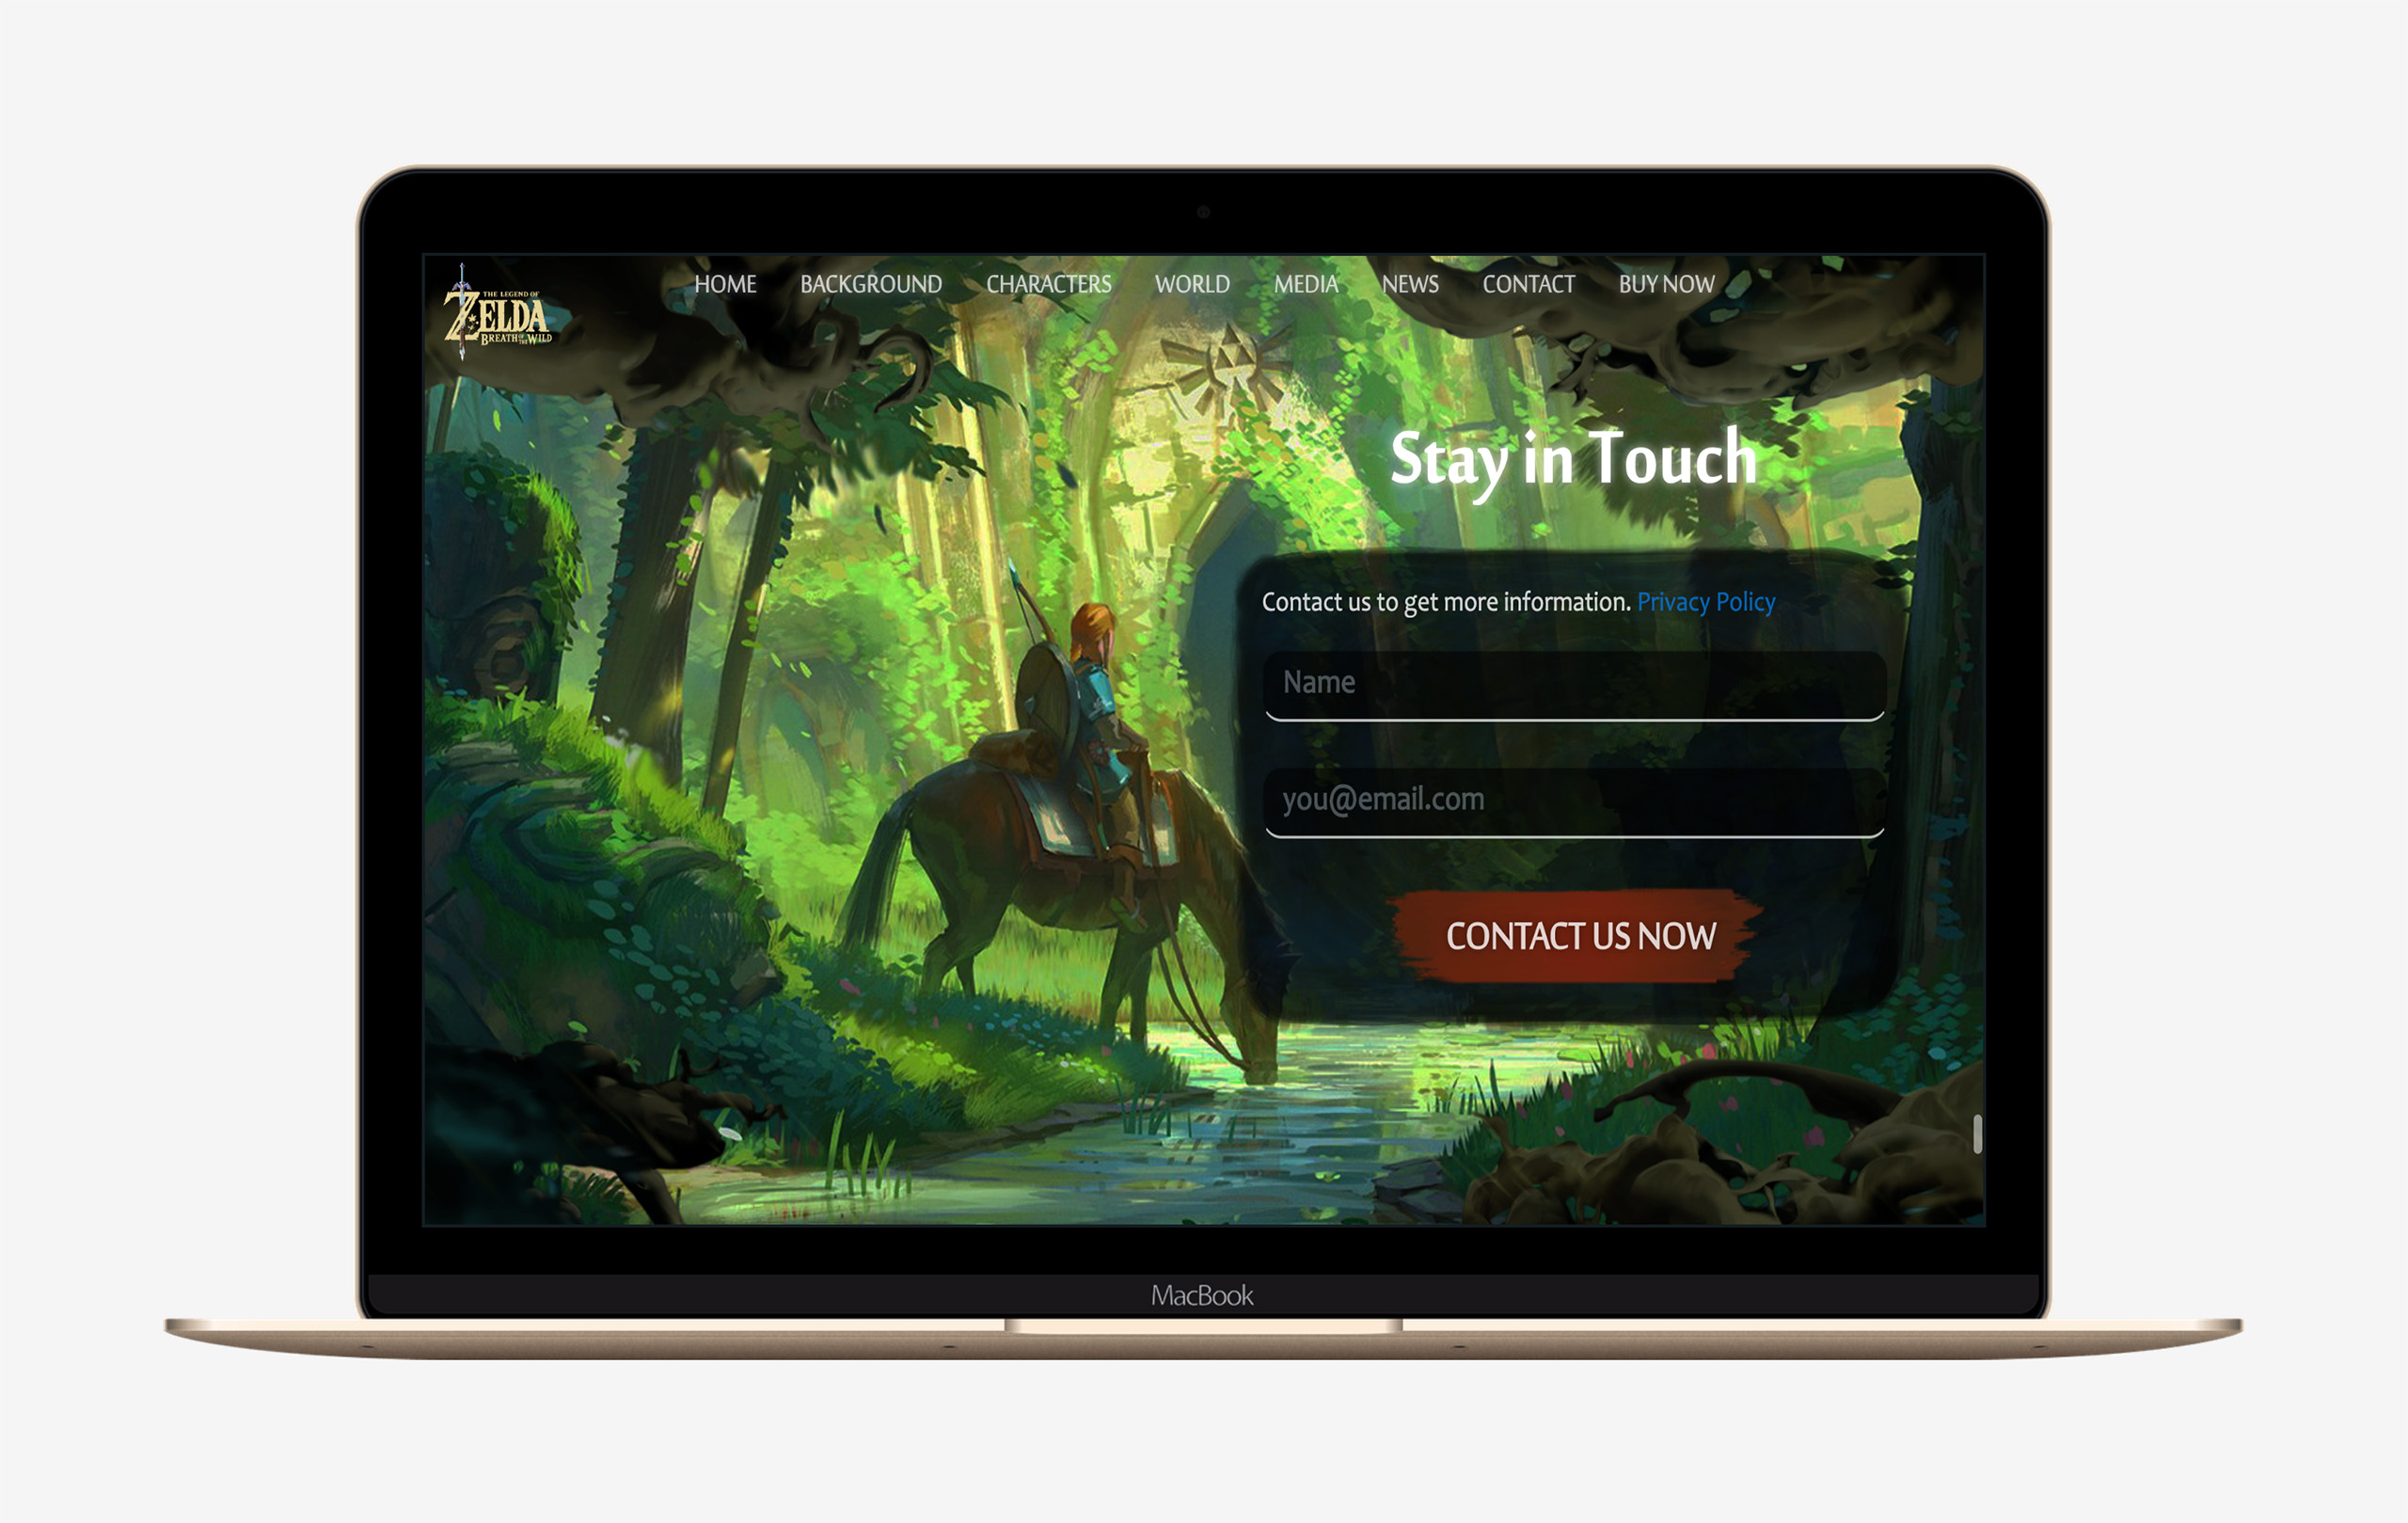 THE LEGEND OF
ZELDA
BREATH OF THE WILD
HOME BACKGROUND CHARACTERS WORLD MEDIA NEWS CONTACT BUY NOW
Stay in Touch
Contact us to get more information. Privacy Policy
Name
you@email.com
CONTACT US NOW
MacBook